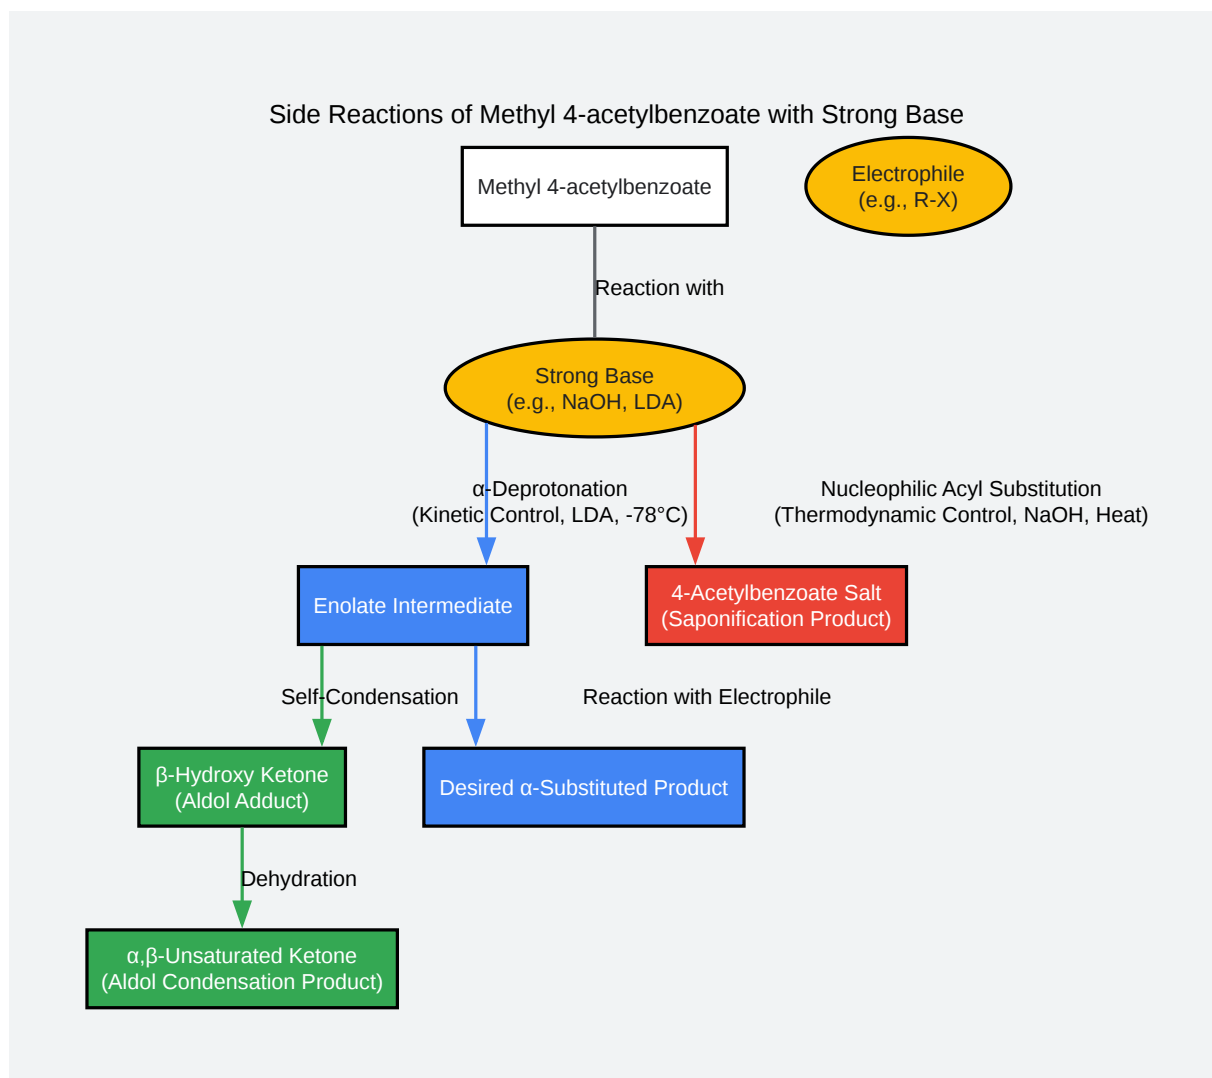 Side Reactions of Methyl 4-acetylbenzoate with Strong Base
Methyl 4-acetylbenzoate
Electrophile
(e.g., R-X)
Reaction with
Strong Base
(e.g., NaOH, LDA)
α-Deprotonation
(Kinetic Control, LDA, -78°C)
Nucleophilic Acyl Substitution
(Thermodynamic Control, NaOH, Heat)
Enolate Intermediate
4-Acetylbenzoate Salt
(Saponification Product)
Self-Condensation
Reaction with Electrophile
β-Hydroxy Ketone
(Aldol Adduct)
Desired α-Substituted Product
Dehydration
α,β-Unsaturated Ketone
(Aldol Condensation Product)